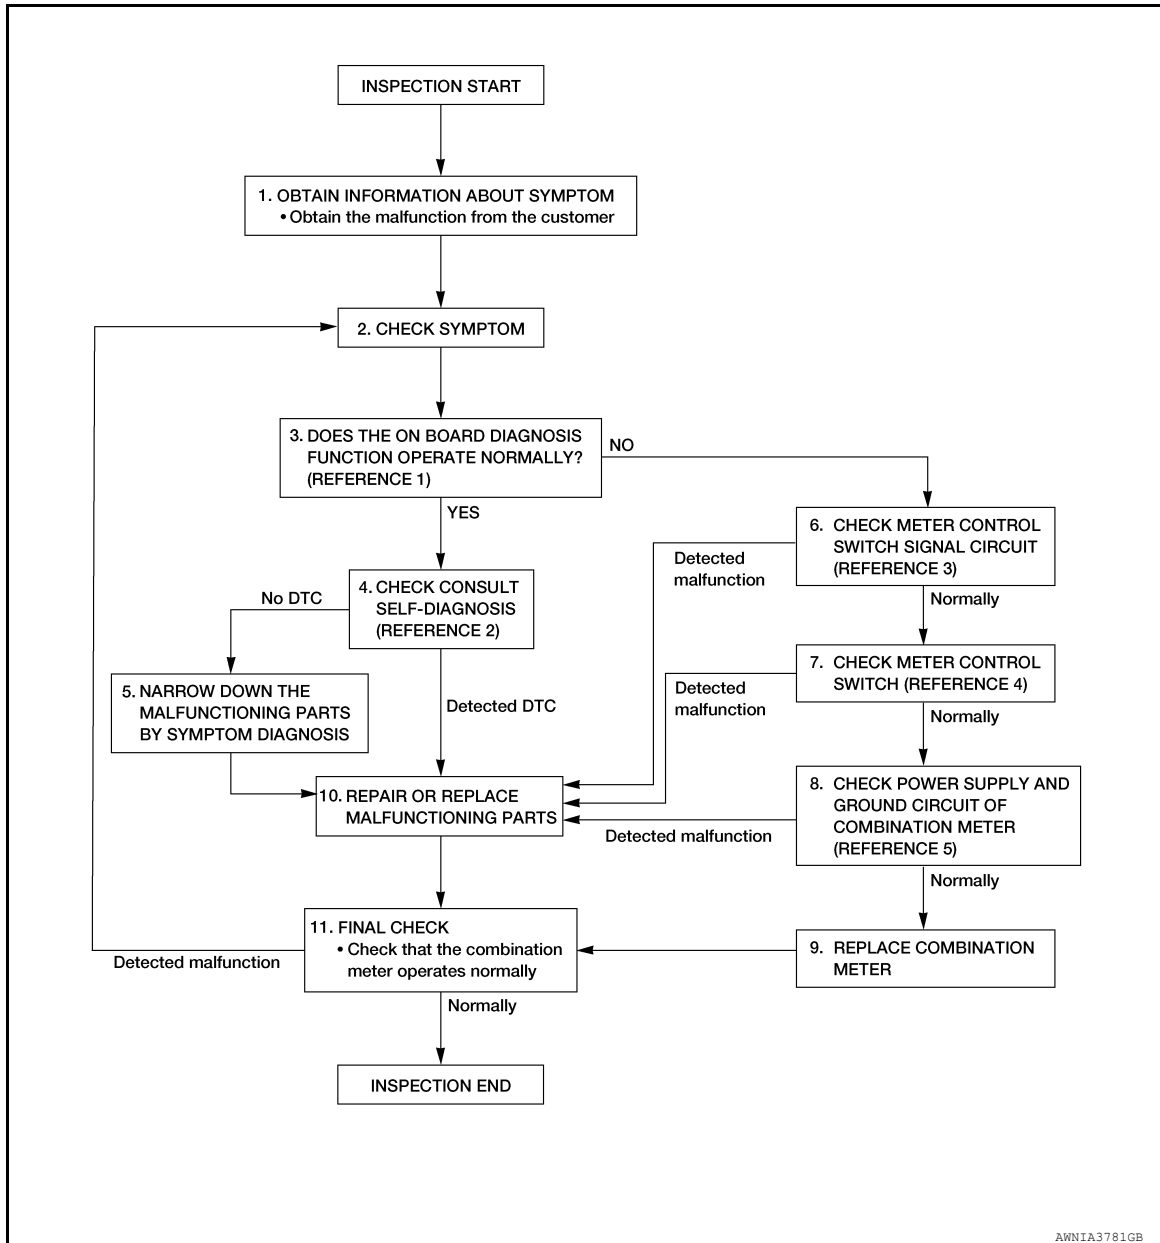 INSPECTION START
1. OBTAIN INFORMATION ABOUT SYMPTOM
• Obtain the malfunction from the customer
2. CHECK SYMPTOM
3. DOES THE ON BOARD DIAGNOSIS
FUNCTION OPERATE NORMALLY?
(REFERENCE 1)
NO
YES
6. CHECK METER CONTROL
SWITCH SIGNAL CIRCUIT
(REFERENCE 3)
Detected
malfunction
Normally
4. CHECK CONSULT
SELF-DIAGNOSIS
(REFERENCE 2)
No DTC
7. CHECK METER CONTROL
SWITCH (REFERENCE 4)
Detected
malfunction
Normally
5. NARROW DOWN THE
MALFUNCTIONING PARTS
BY SYMPTOM DIAGNOSIS
Detected DTC
8. CHECK POWER SUPPLY AND
GROUND CIRCUIT OF
COMBINATION METER
(REFERENCE 5)
10. REPAIR OR REPLACE
MALFUNCTIONING PARTS
Detected malfunction
Normally
11. FINAL CHECK
• Check that the combination
meter operates normally
9. REPLACE COMBINATION
METER
Detected malfunction
Normally
INSPECTION END
AWNIA3781GB